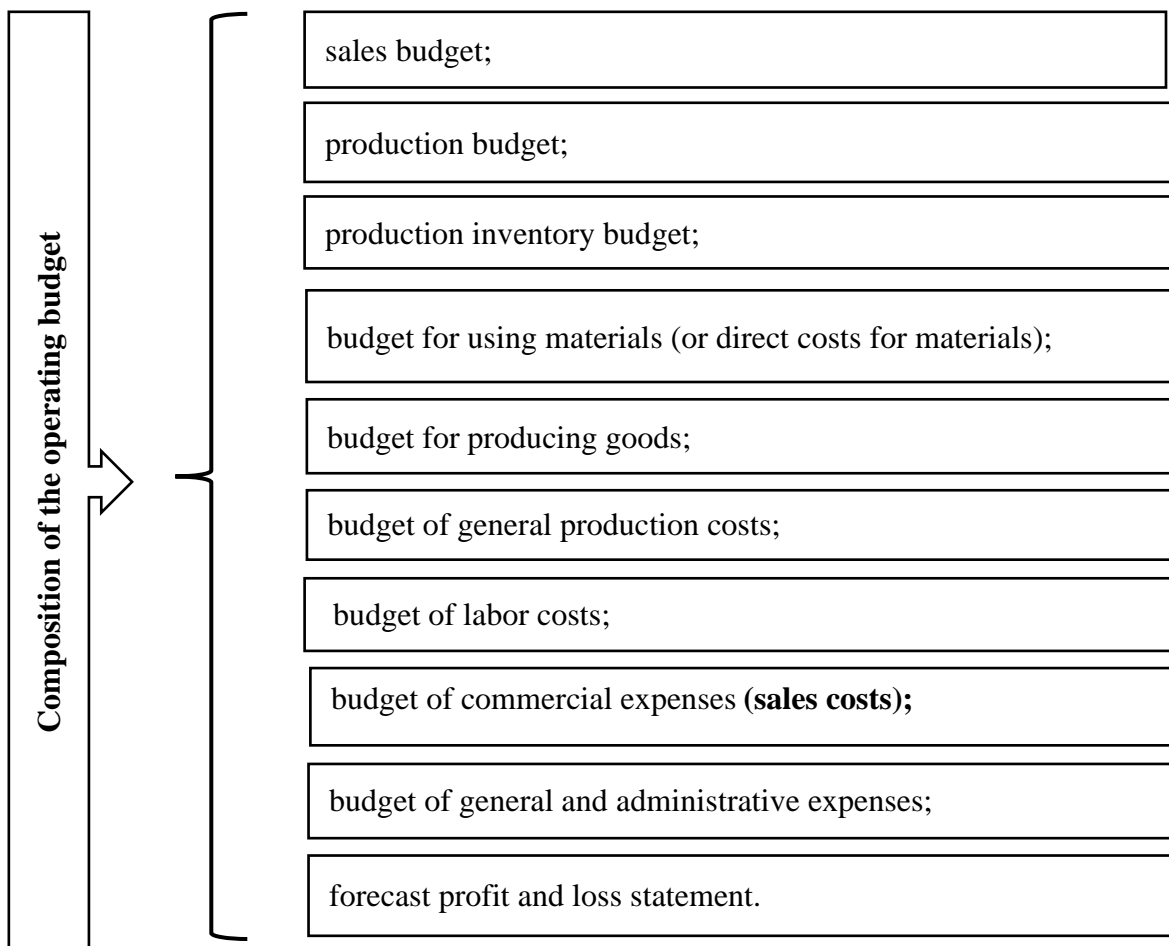 Composition of the operating budget
sales budget;
production budget;
production inventory budget;
budget for using materials (or direct costs for materials);
budget for producing goods;
budget of general production costs;
budget of labor costs;
budget of commercial expenses (sales costs);
budget of general and administrative expenses;
forecast profit and loss statement.